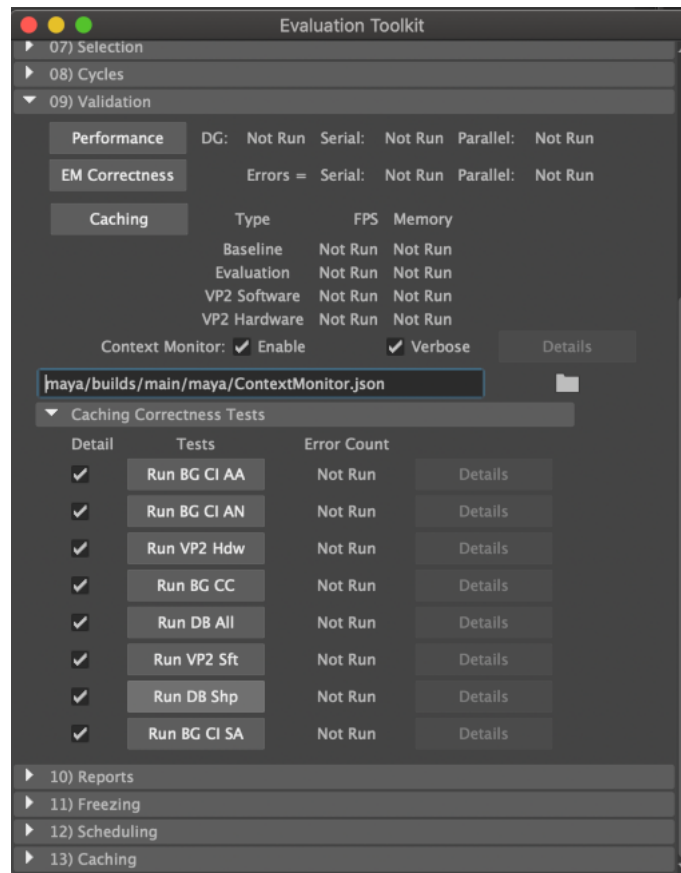 Evaluation Toolkit
07) Selection
08) Cycles
09) Validation
Performance DG: Not Run Serial: Not Run Parallel: Not Run
EM Correctness Errors = Serial: Not Run Parallel: Not Run
Caching Type FPS Memory
Baseline Not Run Not Run
Evaluation Not Run Not Run
VP2 Software Not Run Not Run
VP2 Hardware Not Run Not Run
Context Monitor: Enable Verbose Details
maya/builds/main/maya/ContextMonitor.json
Caching Correctness Tests
Detail Tests Error Count
Run BG CI AA Not Run Details
Run BG CI AN Not Run Details
Run VP2 Hdw Not Run Details
Run BG CC Not Run Details
Run DB All Not Run Details
Run VP2 Sft Not Run Details
Run DB Shp Not Run Details
Run BG CI SA Not Run Details
10) Reports
11) Freezing
12) Scheduling
13) Caching